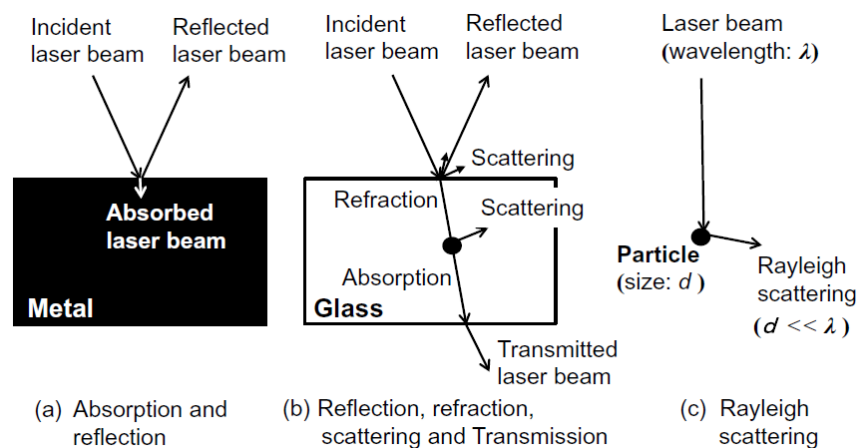 Incident
laser beam
Reflected
laser beam
Absorbed
laser beam
Metal
(a) Absorption and
reflection
Incident
laser beam
Reflected
laser beam
Scattering
Refraction
Scattering
Absorption
Glass
Transmitted
laser beam
(b) Reflection, refraction,
scattering and Transmission
Laser beam
(wavelength: λ)
Particle
(size: d )
Rayleigh
scattering
(d << λ)
(c) Rayleigh
scattering